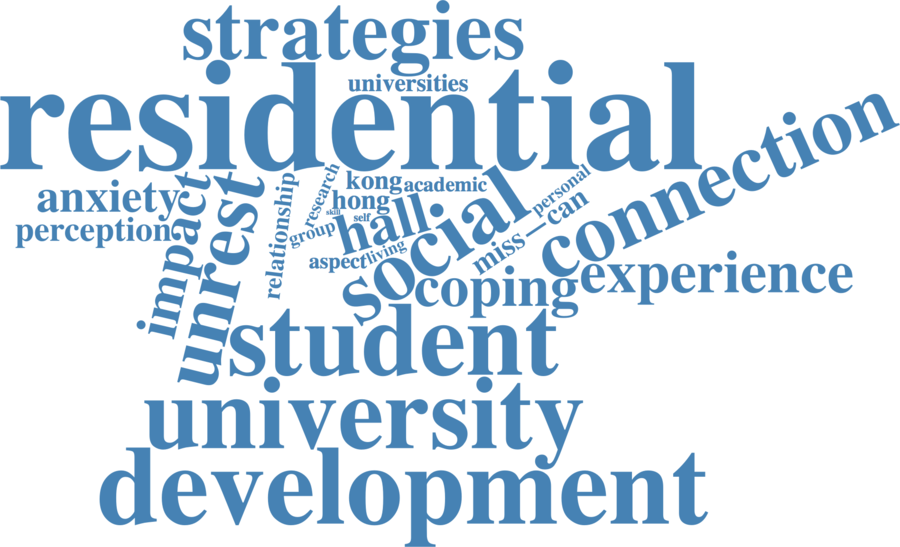 strategies
universities
residential
connection
anxiety
perception
impact
unrest
relationship
research
group
skill
kong
academic
hong
self
hall
aspect
living
social
personal
miss—can
coping
experience
student
university
development